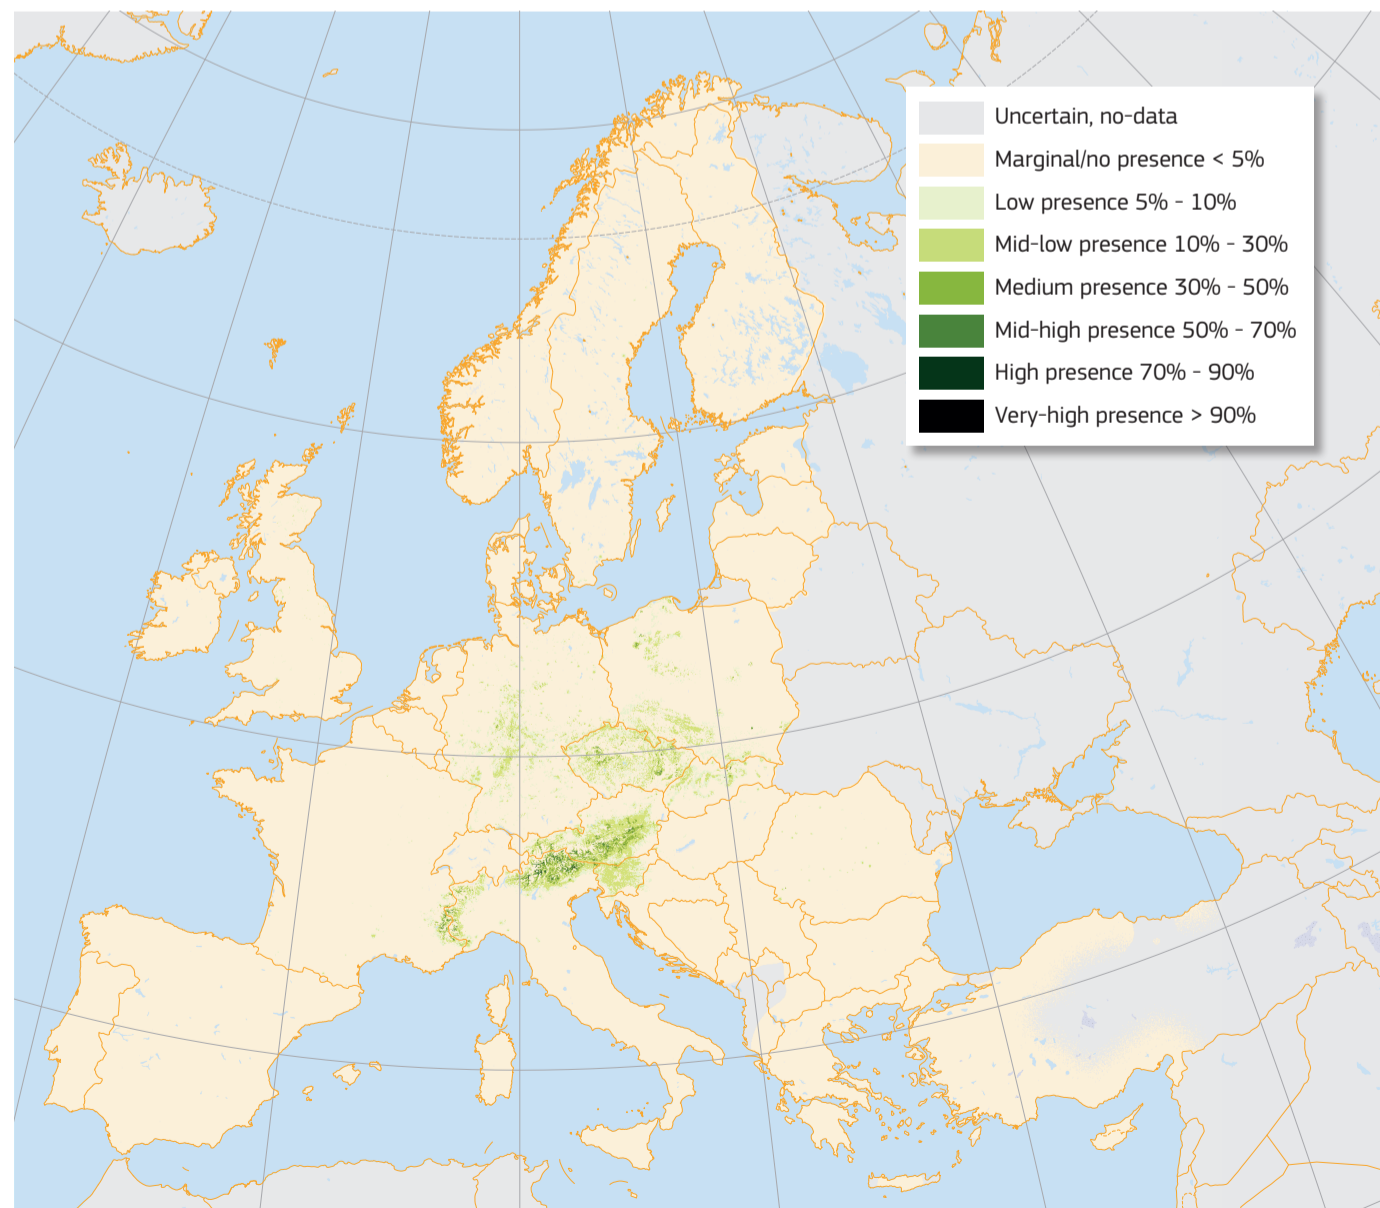 Uncertain, no-data
Marginal/no presence < 5%
Low presence 5% - 10%
Mid-low presence 10% - 30%
Medium presence 30% - 50%
Mid-high presence 50% - 70%
High presence 70% - 90%
Very-high presence > 90%